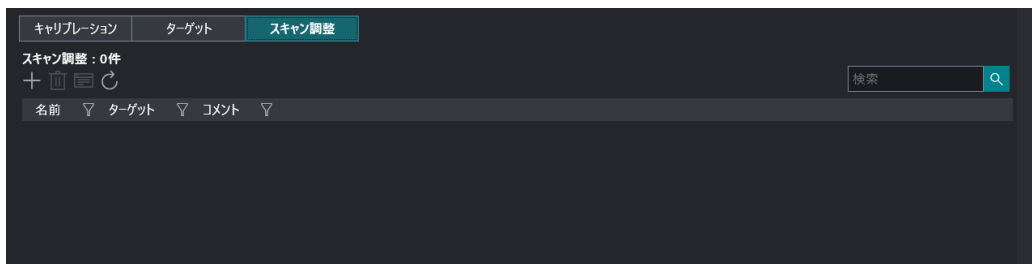 キャリブレーション ターゲット スキャン調整
スキャン調整：0件
検索
名前 ターゲット コメント